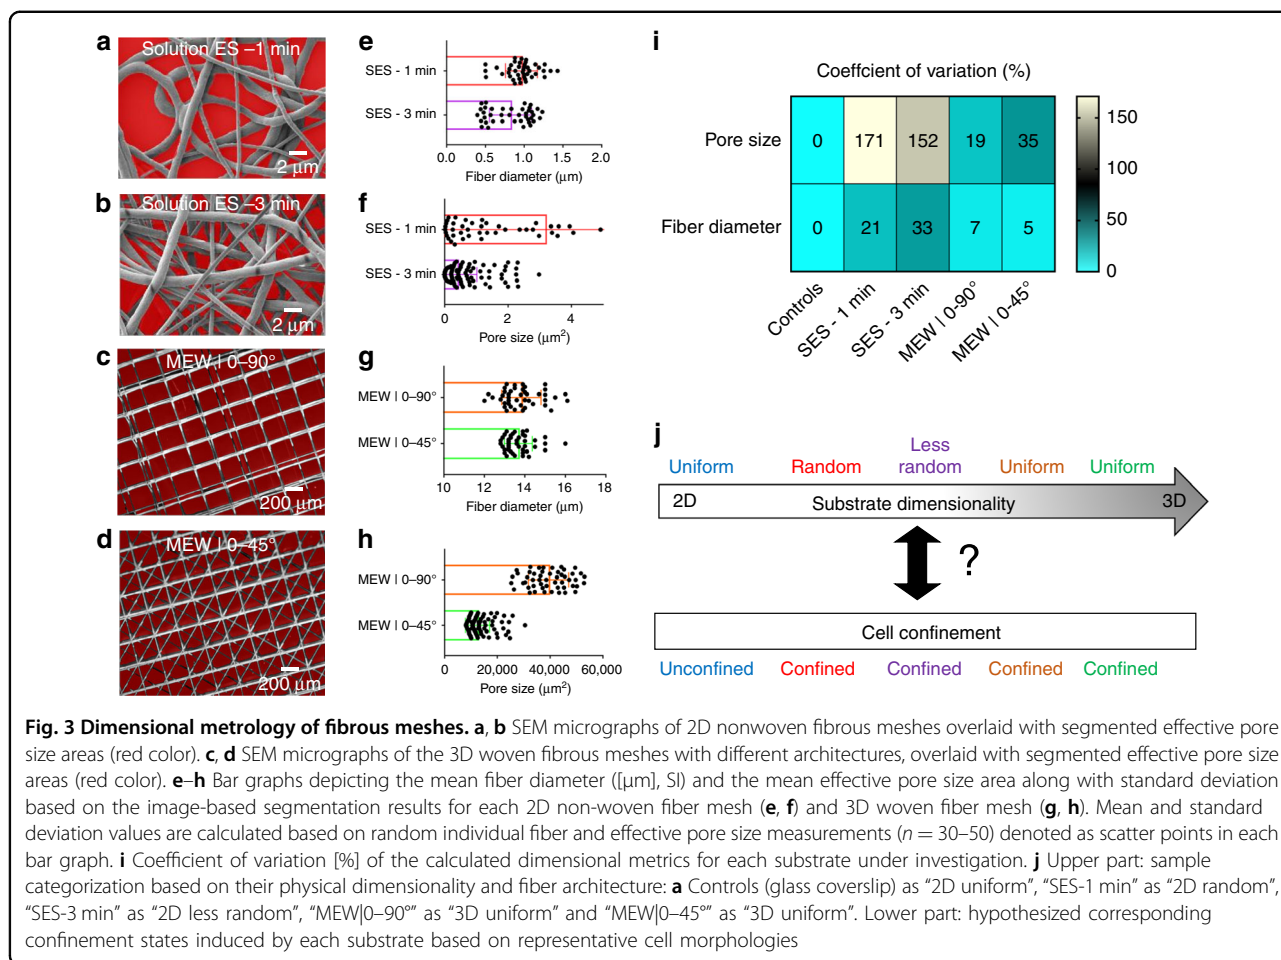 a
Solution ES –1 min
2 μm
b
Solution ES –3 min
2 μm
c
MEW | 0–90°
200 μm
d
MEW | 0–45°
200 μm
e
SES - 1 min
SES - 3 min
0.0 0.5 1.0 1.5 2.0
Fiber diameter (μm)
f
SES - 1 min
SES - 3 min
0 2 4
Pore size (μm²)
g
MEW | 0–90°
MEW | 0–45°
10 12 14 16 18
Fiber diameter (μm)
h
MEW | 0–90°
MEW | 0–45°
0 20,000 40,000 60,000
Pore size (μm²)
i
Coeffcient of variation (%)
Pore size 0 171 152 19 35
Fiber diameter 0 21 33 7 5
Controls
SES - 1 min
SES - 3 min
MEW | 0-90°
MEW | 0-45°
150
100
50
0
j
Uniform Random Less random Uniform Uniform
2D Substrate dimensionality 3D
?
Cell confinement
Unconfined Confined Confined Confined Confined
Fig. 3 Dimensional metrology of fibrous meshes. a, b SEM micrographs of 2D nonwoven fibrous meshes overlaid with segmented effective pore
size areas (red color). c, d SEM micrographs of the 3D woven fibrous meshes with different architectures, overlaid with segmented effective pore size
areas (red color). e–h Bar graphs depicting the mean fiber diameter ([μm], SI) and the mean effective pore size area along with standard deviation
based on the image-based segmentation results for each 2D non-woven fiber mesh (e, f) and 3D woven fiber mesh (g, h). Mean and standard
deviation values are calculated based on random individual fiber and effective pore size measurements (n = 30–50) denoted as scatter points in each
bar graph. i Coefficient of variation [%] of the calculated dimensional metrics for each substrate under investigation. j Upper part: sample
categorization based on their physical dimensionality and fiber architecture: a Controls (glass coverslip) as “2D uniform”, “SES-1 min” as “2D random”,
“SES-3 min” as “2D less random”, “MEW|0–90°” as “3D uniform” and “MEW|0–45°” as “3D uniform”. Lower part: hypothesized corresponding
confinement states induced by each substrate based on representative cell morphologies